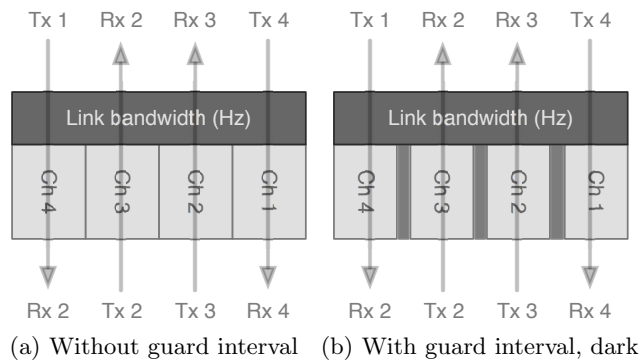 Tx 1 Rx 2 Rx 3 Tx 4
Link bandwidth (Hz)
Ch 4 Ch 3 Ch 2 Ch 1
Rx 2 Tx 2 Tx 3 Rx 4
(a) Without guard interval
Tx 1 Rx 2 Rx 3 Tx 4
Link bandwidth (Hz)
Ch 4 Ch 3 Ch 2 Ch 1
Rx 2 Tx 2 Tx 3 Rx 4
(b) With guard interval, dark